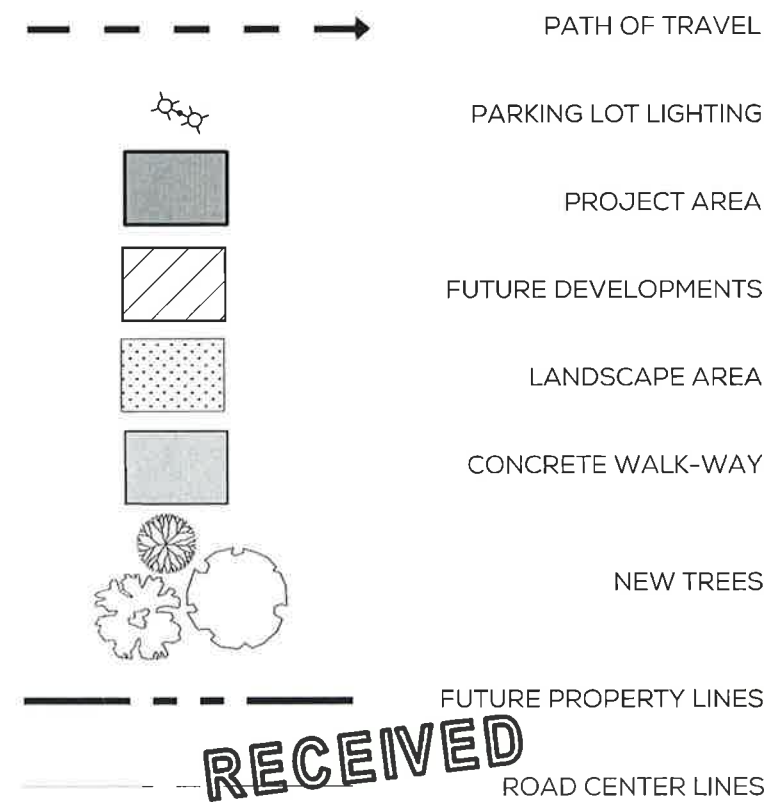 PATH OF TRAVEL
PARKING LOT LIGHTING
PROJECT AREA
FUTURE DEVELOPMENTS
LANDSCAPE AREA
CONCRETE WALK-WAY
NEW TREES
FUTURE PROPERTY LINES
RECEIVED
ROAD CENTER LINES